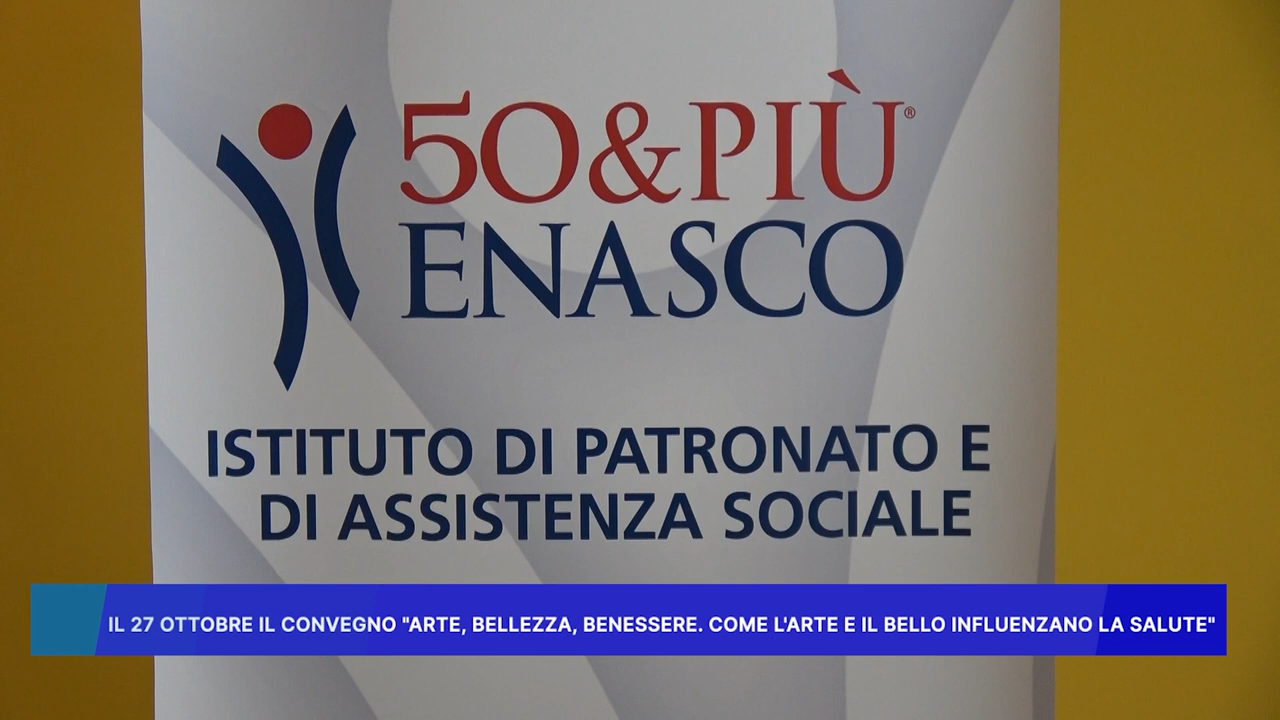 50&PIÙ®
ENASCO
ISTITUTO DI PATRONATO E
DI ASSISTENZA SOCIALE
IL 27 OTTOBRE IL CONVEGNO "ARTE, BELLEZZA, BENESSERE. COME L'ARTE E IL BELLO INFLUENZANO LA SALUTE"